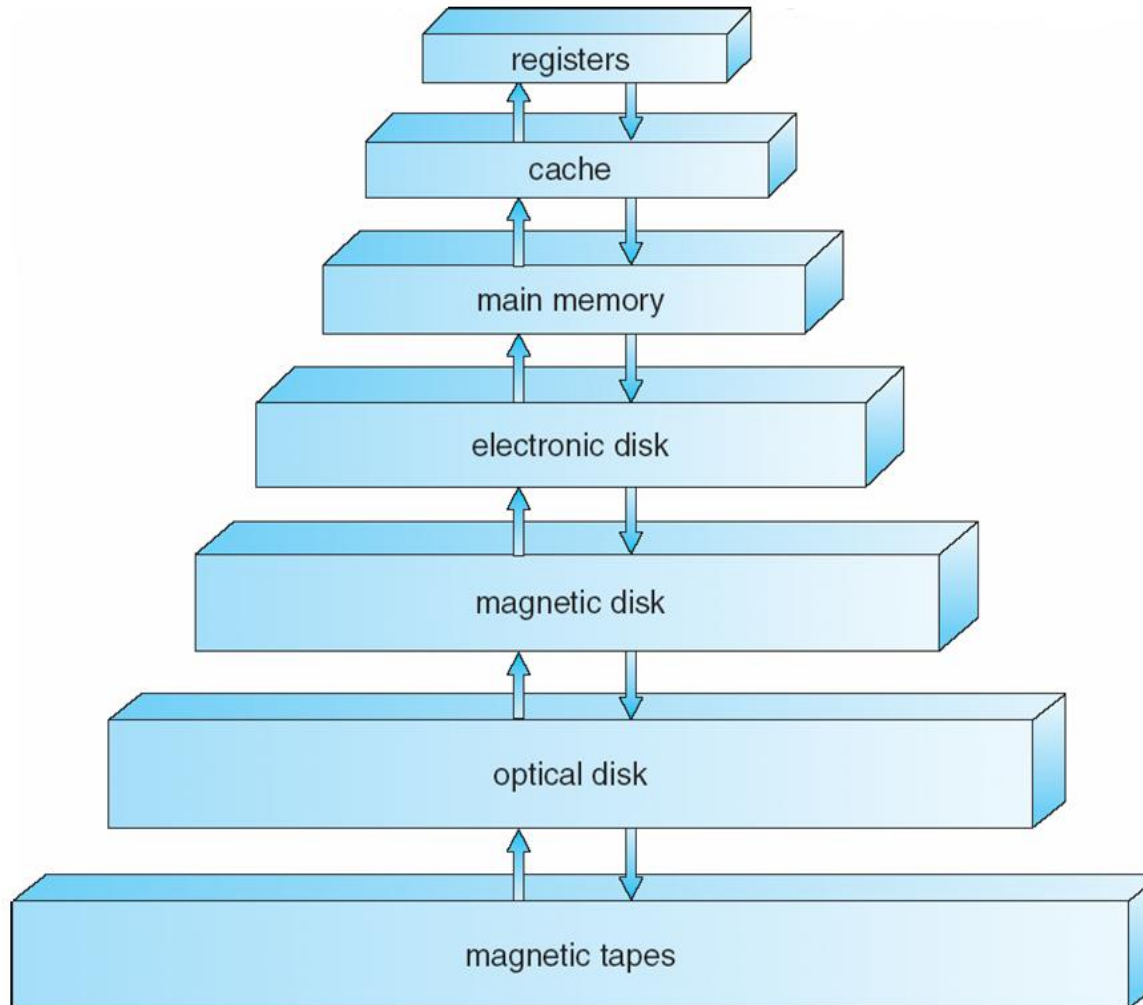 registers
cache
main memory
electronic disk
magnetic disk
optical disk
magnetic tapes